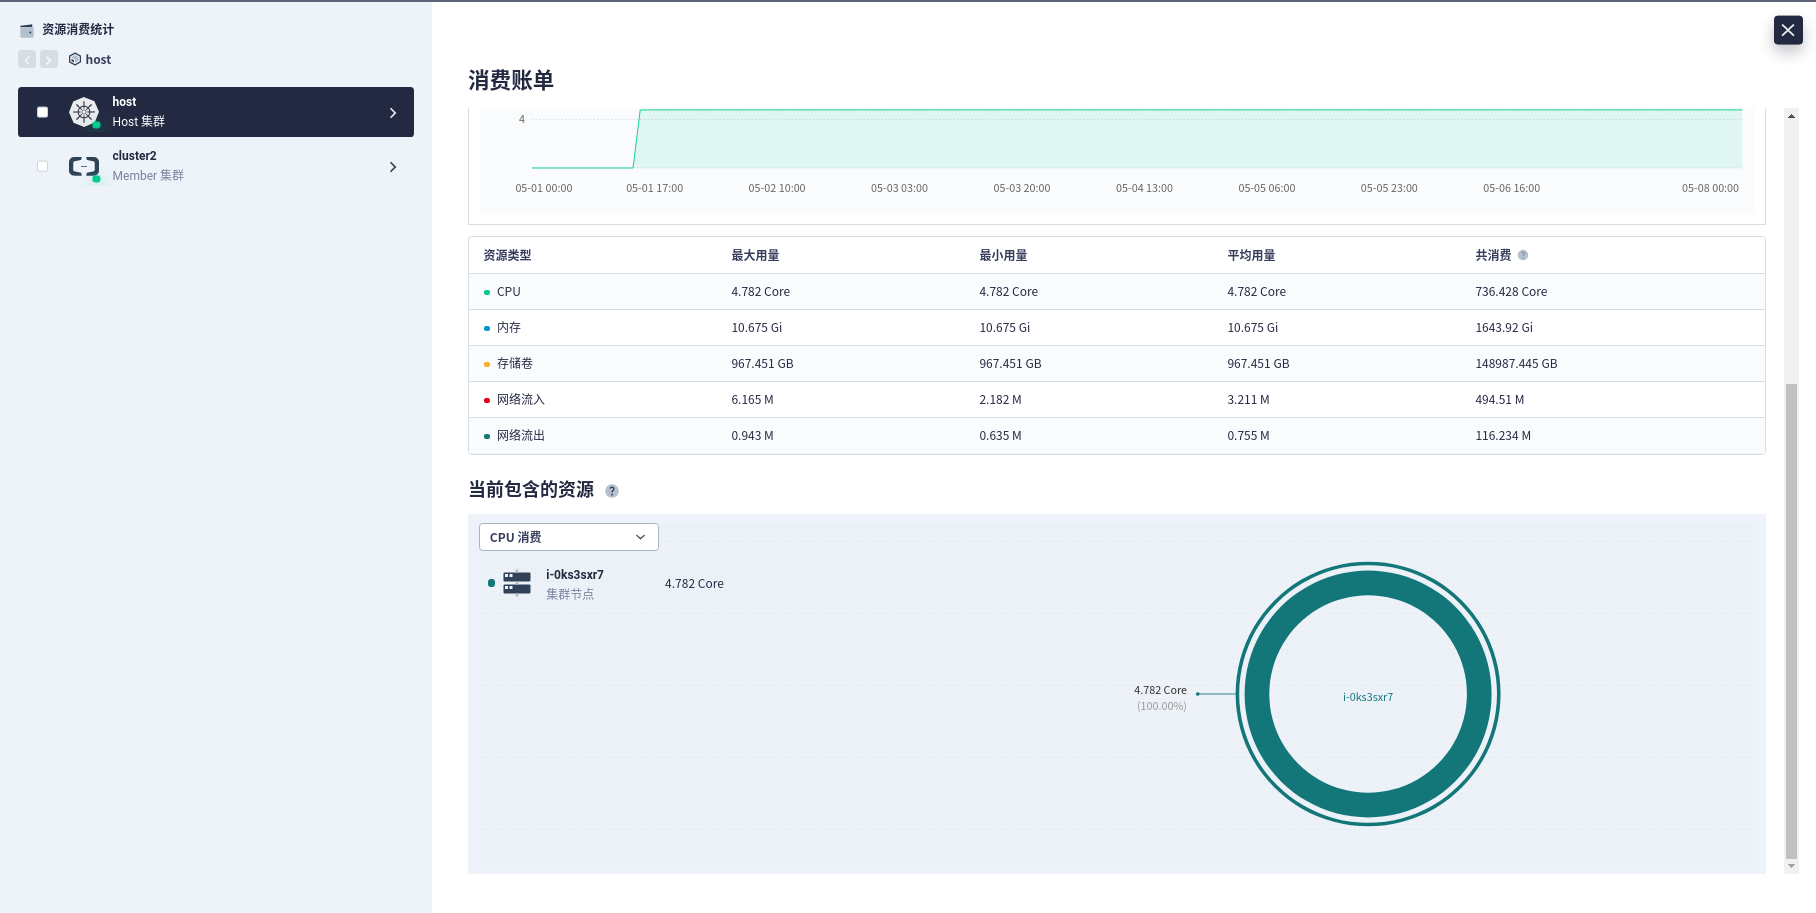 资源消费统计
host
host
Host 集群
cluster2
Member 集群
消费账单
4
05-01 00:00 05-01 17:00 05-02 10:00 05-03 03:00 05-03 20:00 05-04 13:00 05-05 06:00 05-05 23:00 05-06 16:00 05-08 00:00
资源类型 最大用量 最小用量 平均用量 共消费 ?
CPU 4.782 Core 4.782 Core 4.782 Core 736.428 Core
内存 10.675 Gi 10.675 Gi 10.675 Gi 1643.92 Gi
存储卷 967.451 GB 967.451 GB 967.451 GB 148987.445 GB
网络流入 6.165 M 2.182 M 3.211 M 494.51 M
网络流出 0.943 M 0.635 M 0.755 M 116.234 M
当前包含的资源 ?
CPU 消费
i-0ks3sxr7 4.782 Core
集群节点
4.782 Core
(100.00%)
i-0ks3sxr7